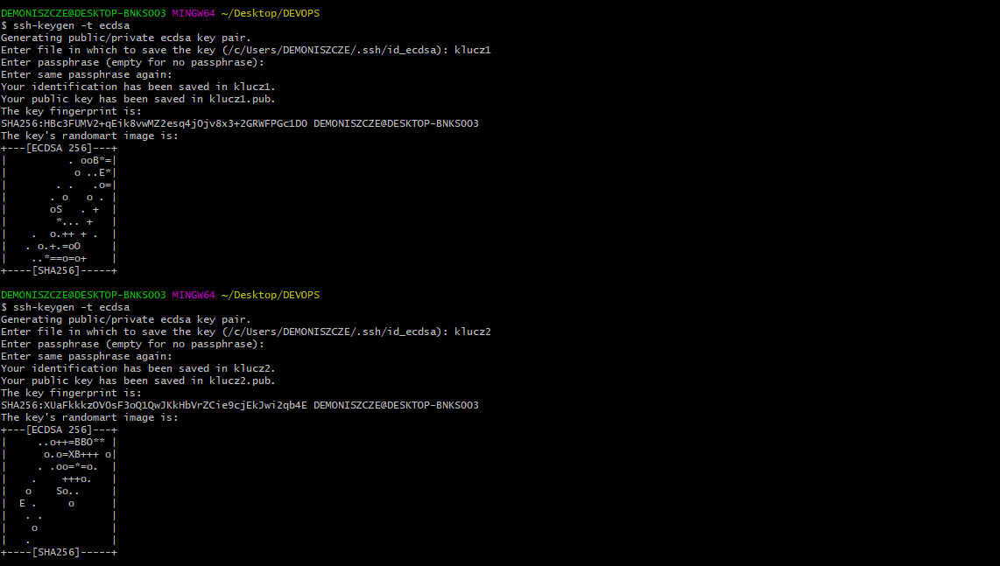 DEMONISZCZE@DESKTOP-BNKSOO3 MINGW64 ~/Desktop/DEVOPS
$ ssh-keygen -t ecdsa
Generating public/private ecdsa key pair.
Enter file in which to save the key (/c/Users/DEMONISZCZE/.ssh/id_ecdsa): klucz1
Enter passphrase (empty for no passphrase):
Enter same passphrase again:
Your identification has been saved in klucz1.
Your public key has been saved in klucz1.pub.
The key fingerprint is:
SHA256:HBc3FUMV2+qEik8vwMZ2esq4jOjv8x3+2GRWFPGc1DO DEMONISZCZE@DESKTOP-BNKSOO3
The key's randomart image is:
+---[ECDSA 256]---+
|          . ooB*=|
|           o ..E*|
|        . .   .o=|
|       . o   o . |
|       oS   . +  |
|        *... +   |
|    .  o.++ + .  |
|   . o.+.=oO     |
|    ..*==o=o+    |
+----[SHA256]-----+
DEMONISZCZE@DESKTOP-BNKSOO3 MINGW64 ~/Desktop/DEVOPS
$ ssh-keygen -t ecdsa
Generating public/private ecdsa key pair.
Enter file in which to save the key (/c/Users/DEMONISZCZE/.ssh/id_ecdsa): klucz2
Enter passphrase (empty for no passphrase):
Enter same passphrase again:
Your identification has been saved in klucz2.
Your public key has been saved in klucz2.pub.
The key fingerprint is:
SHA256:XUaFkkkzOVOsF3oQ1QwJKkHbVrZCie9cjEkJwi2qb4E DEMONISZCZE@DESKTOP-BNKSOO3
The key's randomart image is:
+---[ECDSA 256]---+
|     ..o++=BBO** |
|      o.o=XB+++ o|
|     . .oo=*=o.  |
|    .    +++o.   |
|   o    So..     |
|  E .     o      |
|   . .           |
|    o            |
|   .             |
+----[SHA256]-----+